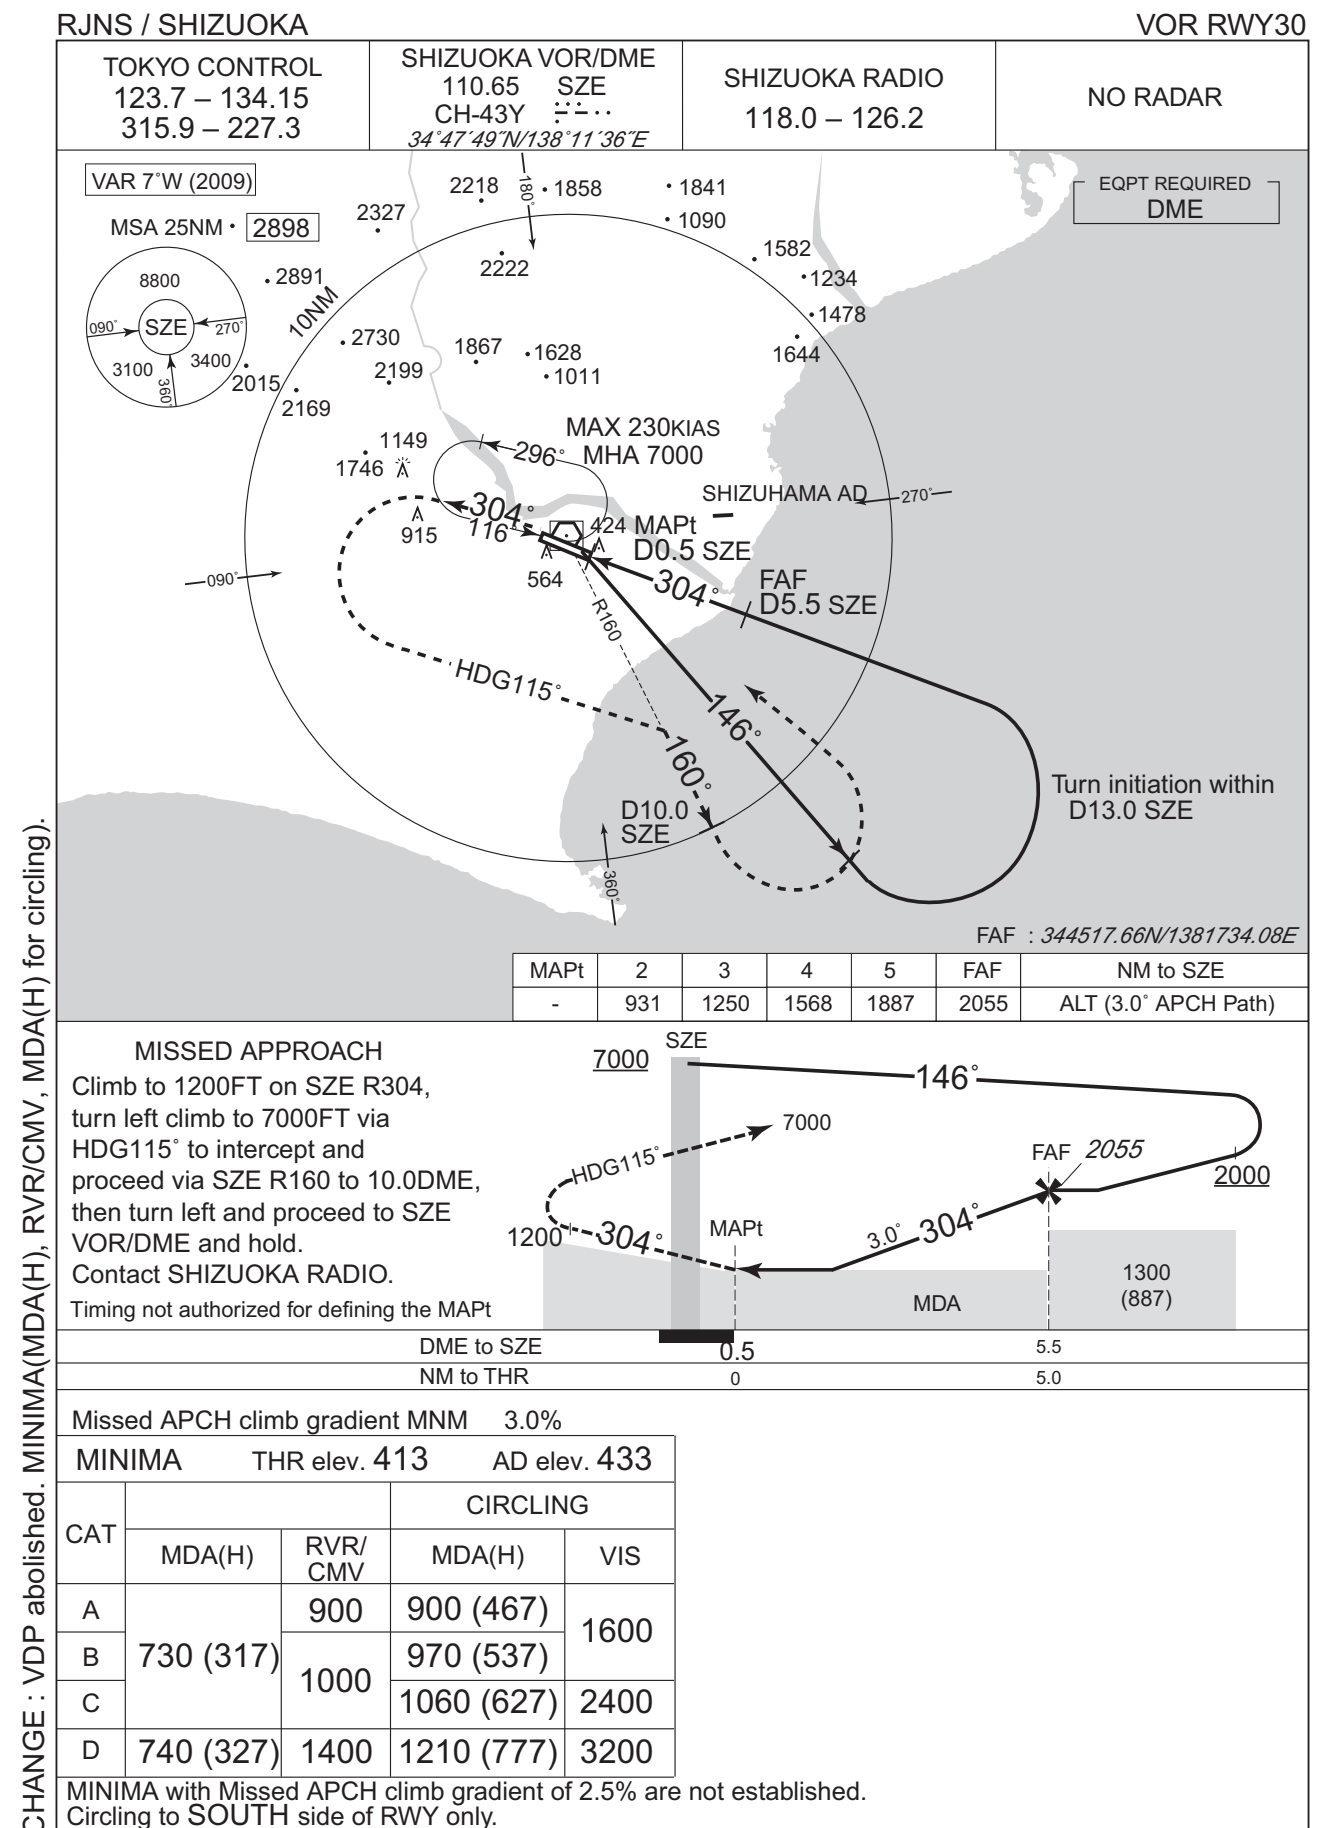 RJNS / SHIZUOKA
VOR RWY30
TOKYO CONTROL
123.7 – 134.15
315.9 – 227.3
SHIZUOKA VOR/DME
110.65 SZE
CH-43Y
34˚47´49˝N/138˚11´36˝E
SHIZUOKA RADIO
118.0 – 126.2
NO RADAR
VAR 7˚W (2009)
EQPT REQUIRED
DME
MSA 25NM
2898
8800
SZE
090˚
270˚
3100
3400
360˚
2015
2169
2891
2327
2218
180˚
1858
1841
1090
2222
1582
1234
1478
1644
10NM
2730
2199
1867
1628
1011
1149
1746
915
MAX 230KIAS
MHA 7000
296˚
SHIZUHAMA AD
270˚
304˚
116˚
424
MAPt
D0.5 SZE
564
090˚
304˚
FAF
D5.5 SZE
R160
HDG115˚
146˚
160˚
D10.0
SZE
360˚
Turn initiation within
D13.0 SZE
FAF : 344517.66N/1381734.08E
MAPt 2 3 4 5 FAF NM to SZE
- 931 1250 1568 1887 2055 ALT (3.0˚ APCH Path)
MISSED APPROACH
Climb to 1200FT on SZE R304,
turn left climb to 7000FT via
HDG115˚ to intercept and
proceed via SZE R160 to 10.0DME,
then turn left and proceed to SZE
VOR/DME and hold.
Contact SHIZUOKA RADIO.
Timing not authorized for defining the MAPt
SZE
7000
146˚
7000
HDG115˚
FAF 2055
2000
1200
304˚
MAPt
3.0˚ 304˚
MDA
1300
(887)
DME to SZE 0.5 5.5
NM to THR 0 5.0
Missed APCH climb gradient MNM 3.0%
MINIMA THR elev. 413 AD elev. 433
CAT
CIRCLING
MDA(H)
RVR/
CMV
MDA(H)
VIS
A 900 900 (467)
1600
B 730 (317) 970 (537)
1000
C 1060 (627) 2400
D 740 (327) 1400 1210 (777) 3200
MINIMA with Missed APCH climb gradient of 2.5% are not established.
Circling to SOUTH side of RWY only.
CHANGE : VDP abolished. MINIMA(MDA(H), RVR/CMV, MDA(H) for circling).